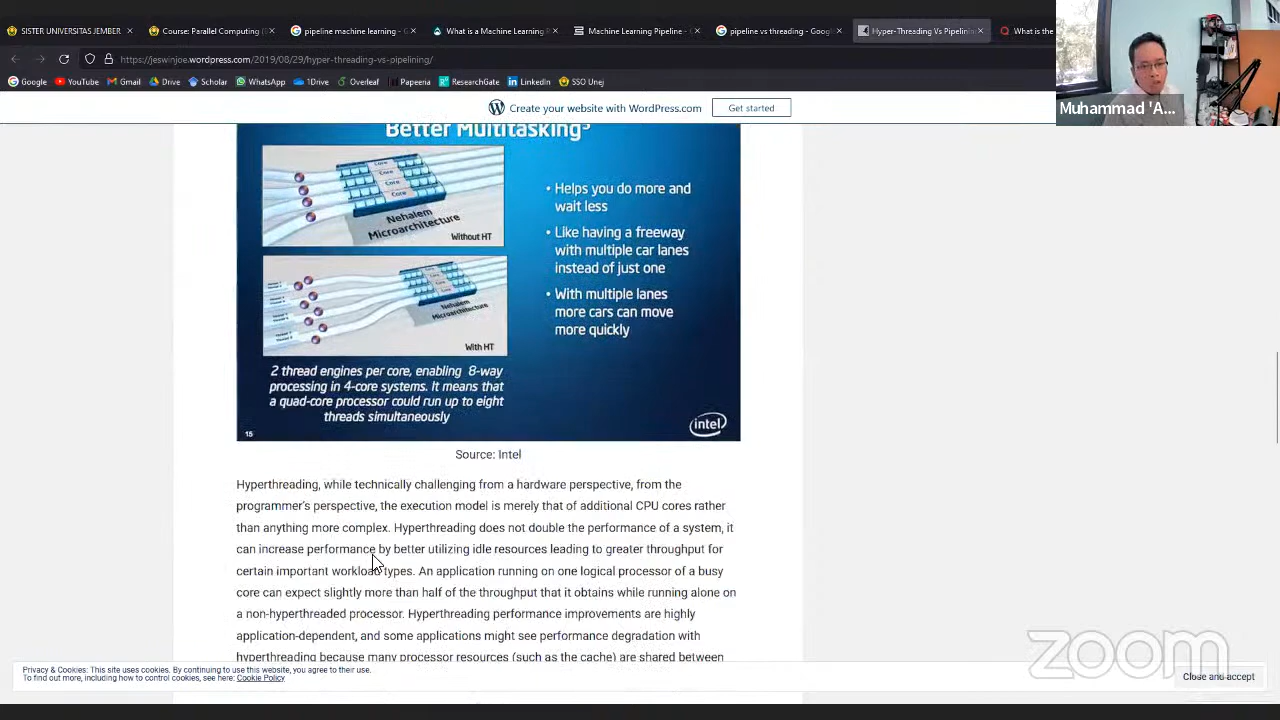 SISTER UNIVERSITAS JEMBER
Course: Parallel Computing (
pipeline machine learning -
What is a Machine Learning
Machine Learning Pipeline -
pipeline vs threading - Goog
Hyper-Threading Vs Pipelinin
What is the
https://jeswinjoe.wordpress.com/2019/08/29/hyper-threading-vs-pipelining/
Google YouTube Gmail Drive Scholar WhatsApp 1Drive Overleaf Papeena ResearchGate LinkedIn SSO Unej
Muhammad 'A...
Create your website with WordPress.com Get started
Better Multitasking³
Core
Core
Core
Core
Nehalem
Microarchitecture
Without HT
Nehalem
Microarchitecture
With HT
• Helps you do more and
wait less
• Like having a freeway
with multiple car lanes
instead of just one
• With multiple lanes
more cars can move
more quickly
2 thread engines per core, enabling 8-way
processing in 4-core systems. It means that
a quad-core processor could run up to eight
threads simultaneously
15
intel
Source: Intel
Hyperthreading, while technically challenging from a hardware perspective, from the
programmer's perspective, the execution model is merely that of additional CPU cores rather
than anything more complex. Hyperthreading does not double the performance of a system, it
can increase performance by better utilizing idle resources leading to greater throughput for
certain important workload types. An application running on one logical processor of a busy
core can expect slightly more than half of the throughput that it obtains while running alone on
a non-hyperthreaded processor. Hyperthreading performance improvements are highly
application-dependent, and some applications might see performance degradation with
hyperthreading because many processor resources (such as the cache) are shared between
Privacy & Cookies: This site uses cookies. By continuing to use this website, you agree to their use.
To find out more, including how to control cookies, see here: Cookie Policy
Close and accept
zoom